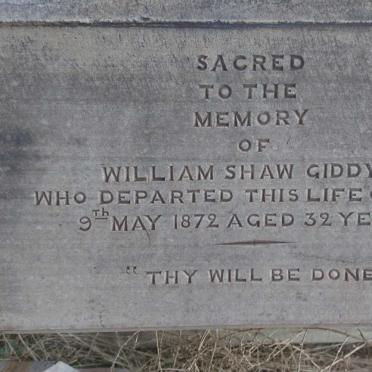 SACRED
TO THE
MEMORY
OF
WILLIAM SHAW GIDDY
WHO DEPARTED THIS LIFE
9th MAY 1872 AGED 32 YE
"THY WILL BE DONE